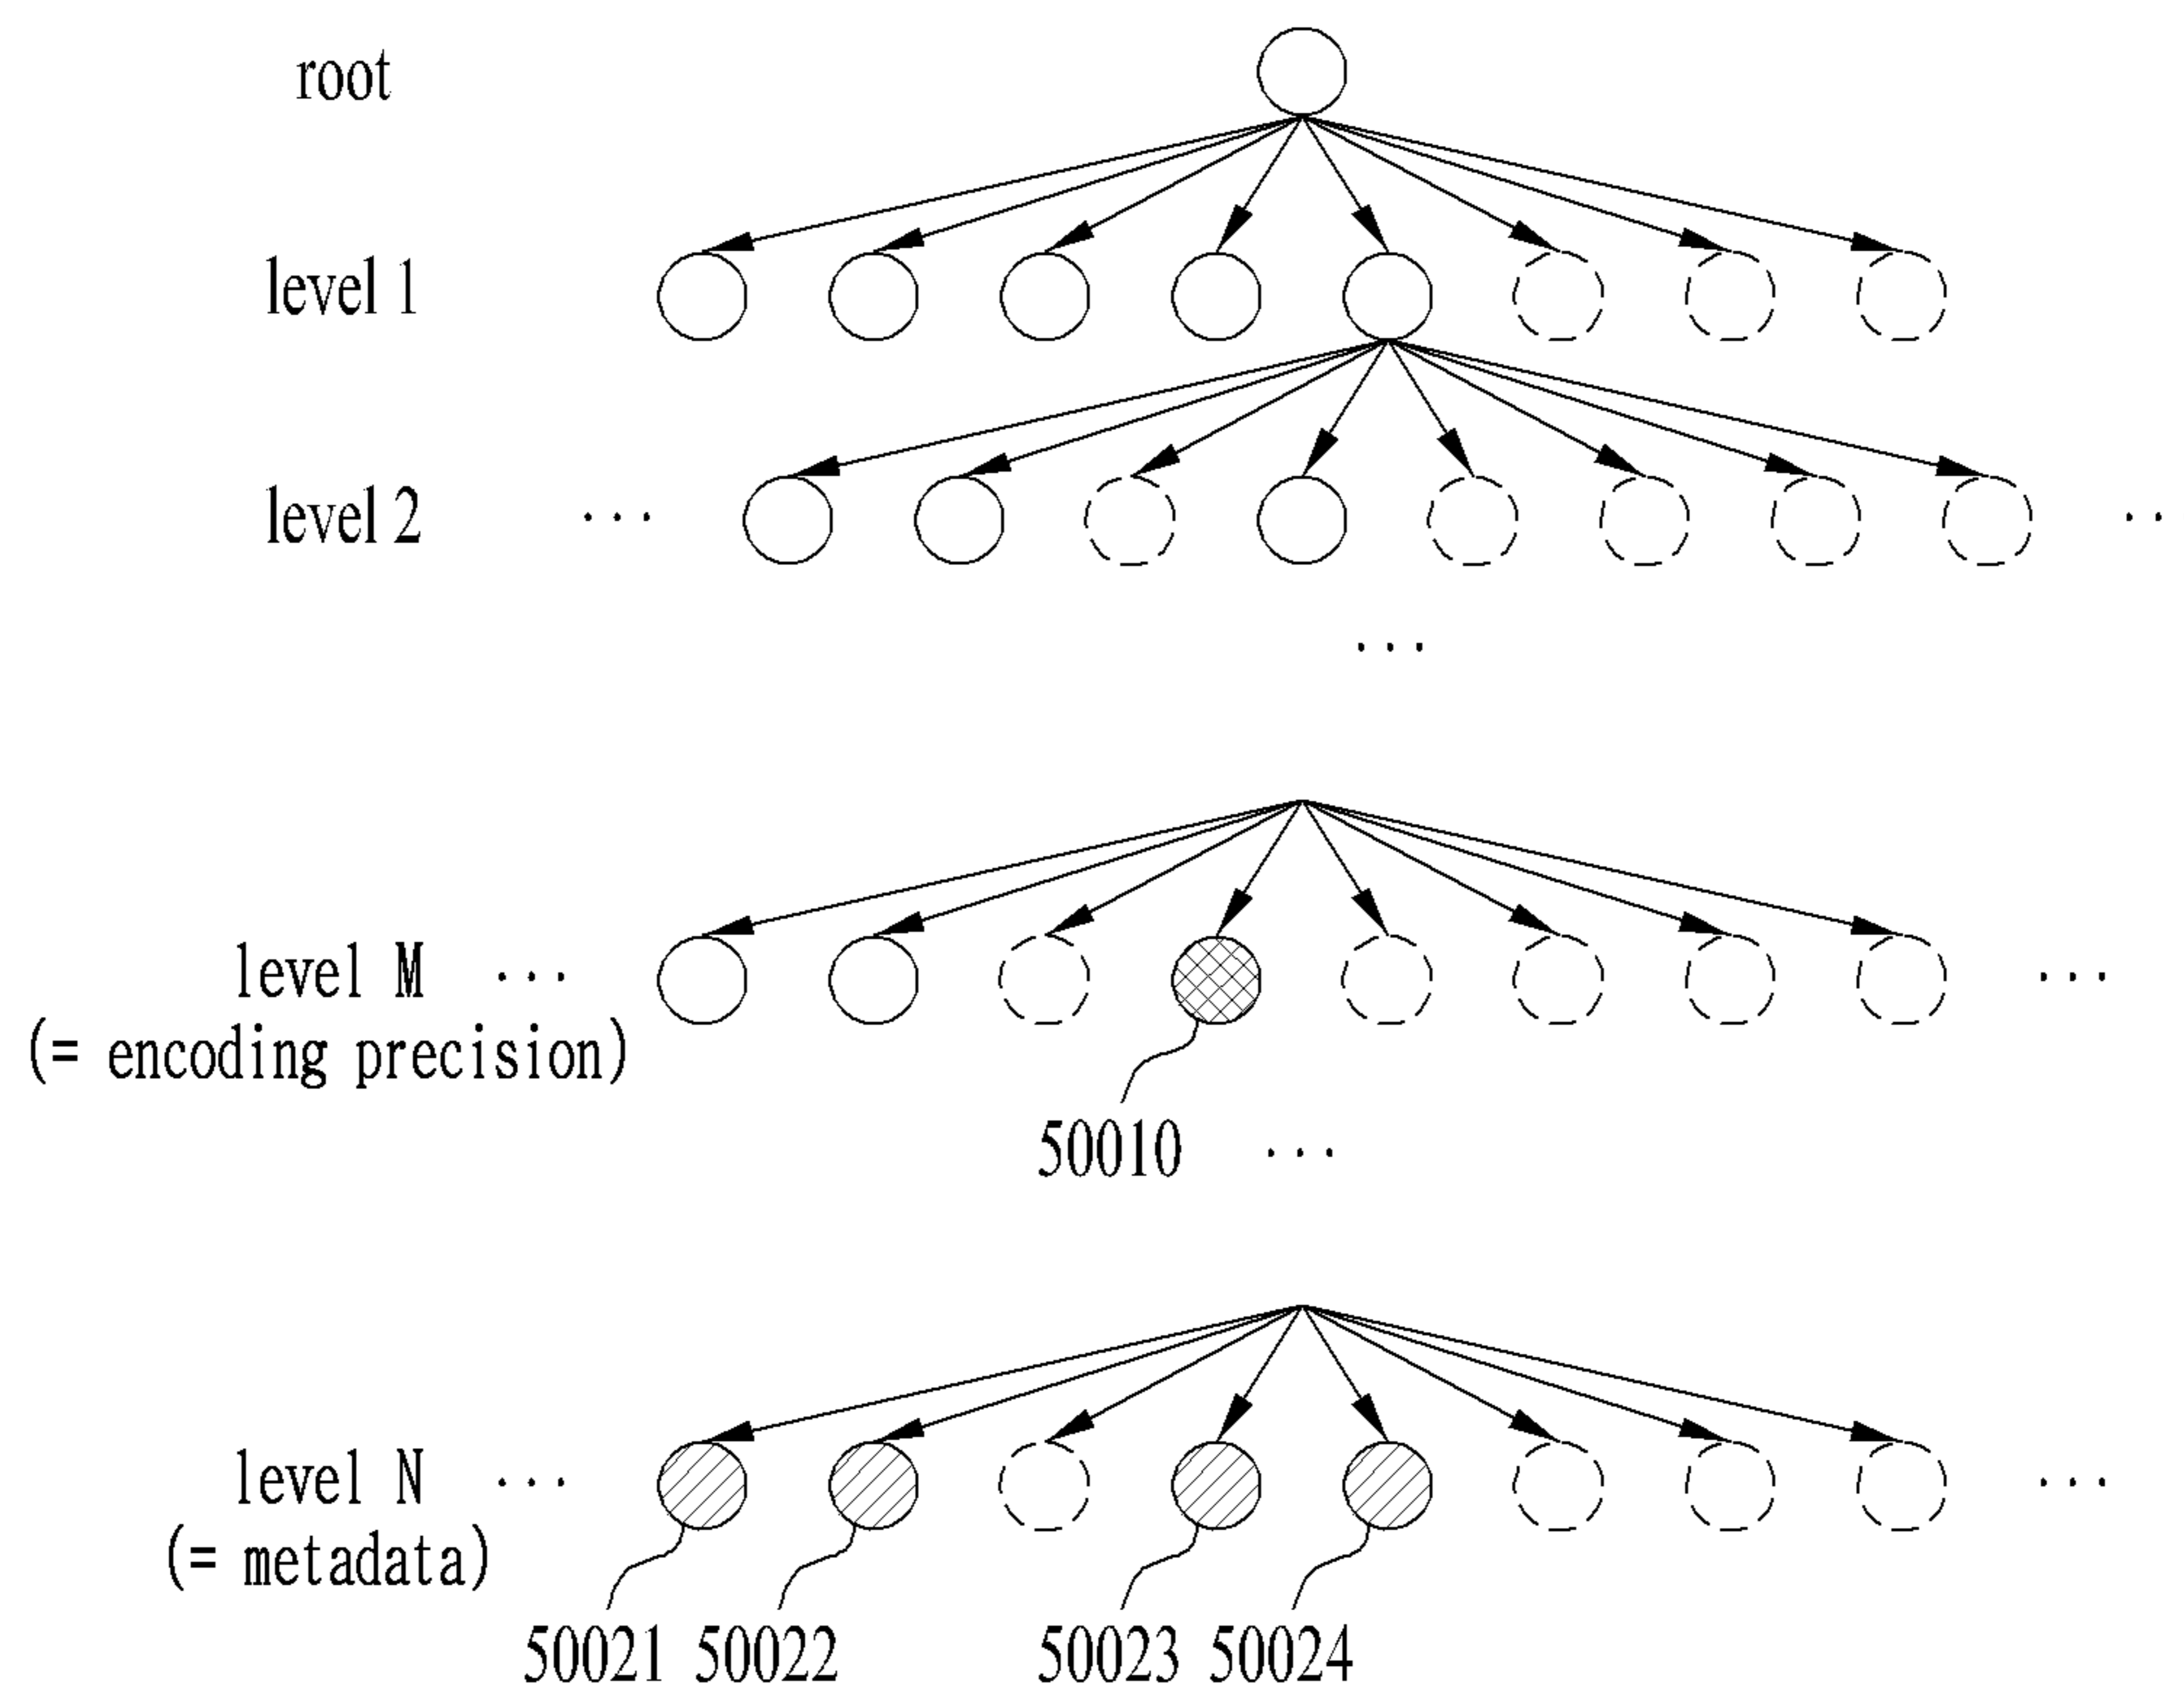 root
level 1
level 2 ... ..
...
level M ... ...
(= encoding precision)
50010 ...
level N ... ...
(= metadata)
50021 50022 50023 50024